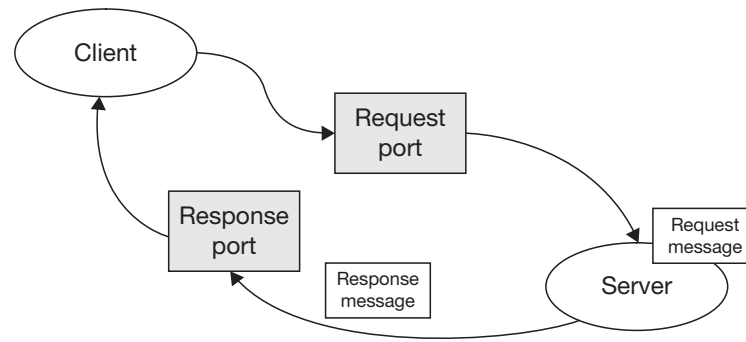 Client
Request
port
Response
port
Request
message
Response
message
Server